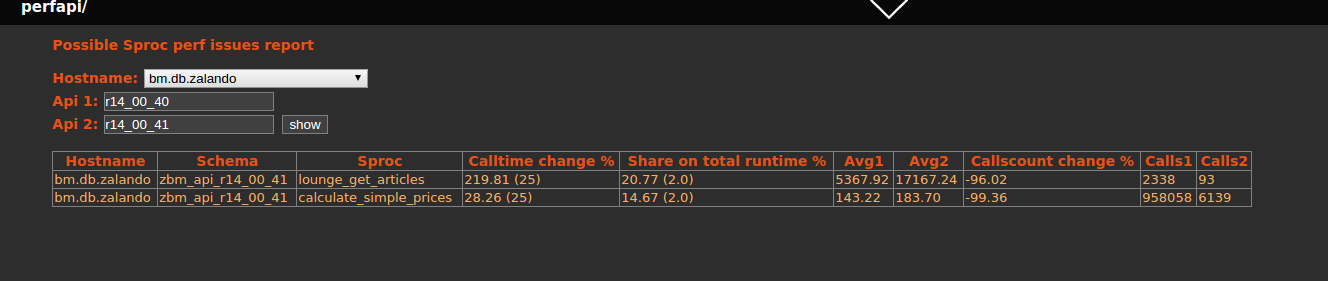 perfapi/
Possible Sproc perf issues report
Hostname: bm.db.zalando
Api 1: r14_00_40
Api 2: r14_00_41 show
Hostname Schema Sproc Calltime change % Share on total runtime % Avg1 Avg2 Callscount change % Calls1 Calls2
bm.db.zalando zbm_api_r14_00_41 lounge_get_articles 219.81 (25) 20.77 (2.0) 5367.92 17167.24 -96.02 2338 93
bm.db.zalando zbm_api_r14_00_41 calculate_simple_prices 28.26 (25) 14.67 (2.0) 143.22 183.70 -99.36 958058 6139